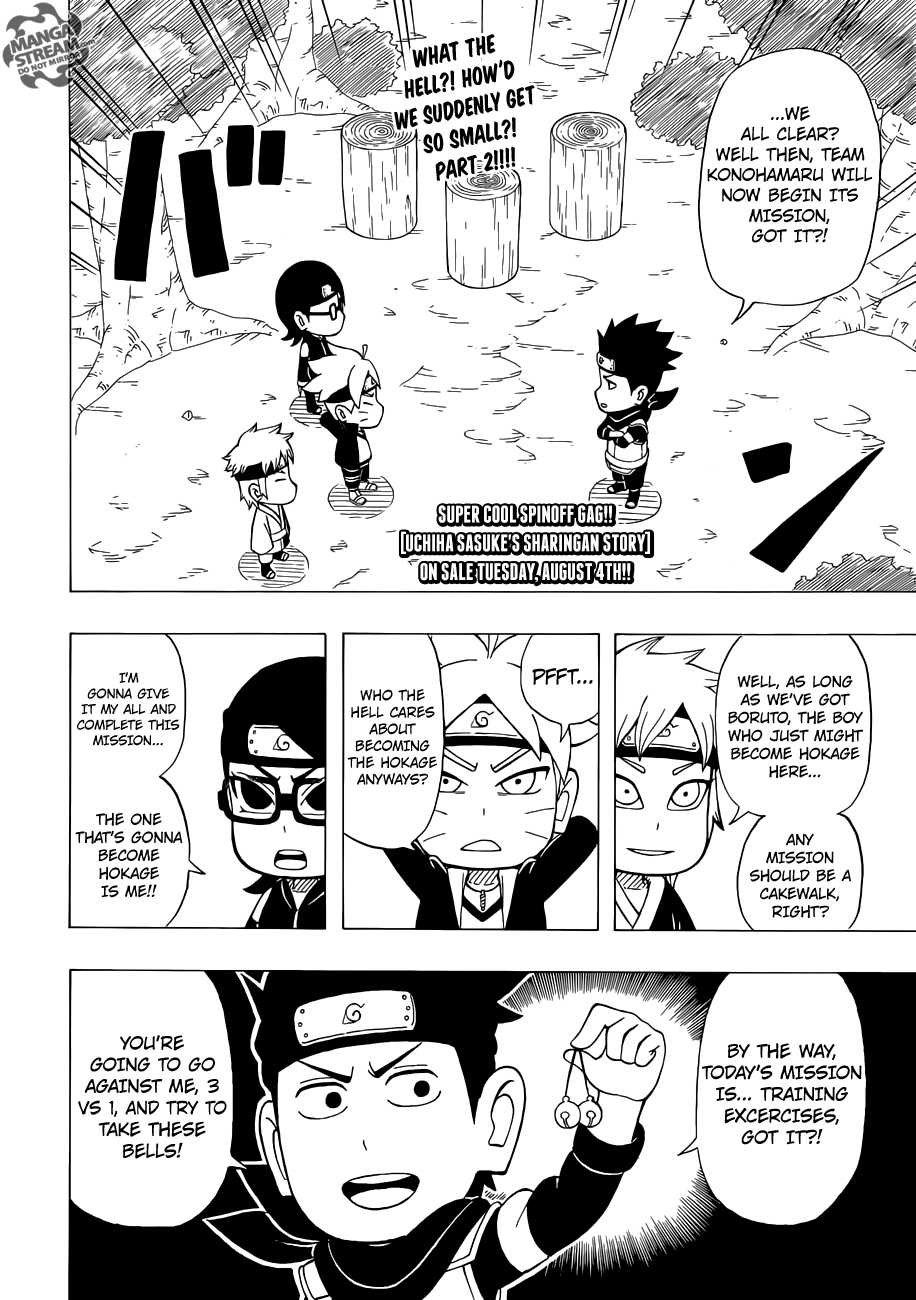 MANGA
STREAM.com
DO NOT MIRROR
...WE
ALL CLEAR?
WELL THEN, TEAM
KONOHAMARU WILL
NOW BEGIN ITS
MISSION,
GOT IT?!
WHAT THE
HELL?! HOW'D
WE SUDDENLY GET
SO SMALL?!
PART 2!!!!
バ
ン
SUPER COOL SPINOFF GAG!!
[UCHIHA SASUKE'S SHARINGAN STORY]
ON SALE TUESDAY, AUGUST 4TH!!
WELL, AS LONG
AS WE'VE GOT
BORUTO, THE BOY
WHO JUST MIGHT
BECOME HOKAGE
HERE...
ANY
MISSION
SHOULD BE A
CAKEWALK,
RIGHT?
PFFT...
WHO THE
HELL CARES
ABOUT
BECOMING
THE HOKAGE
ANYWAYS?
I'M
GONNA GIVE
IT MY ALL AND
COMPLETE THIS
MISSION...
THE ONE
THAT'S GONNA
BECOME
HOKAGE
IS ME!!
BY THE WAY,
TODAY'S MISSION
IS... TRAINING
EXCERCISES,
GOT IT?!
YOU'RE
GOING TO GO
AGAINST ME, 3
VS 1, AND TRY TO
TAKE THESE
BELLS!